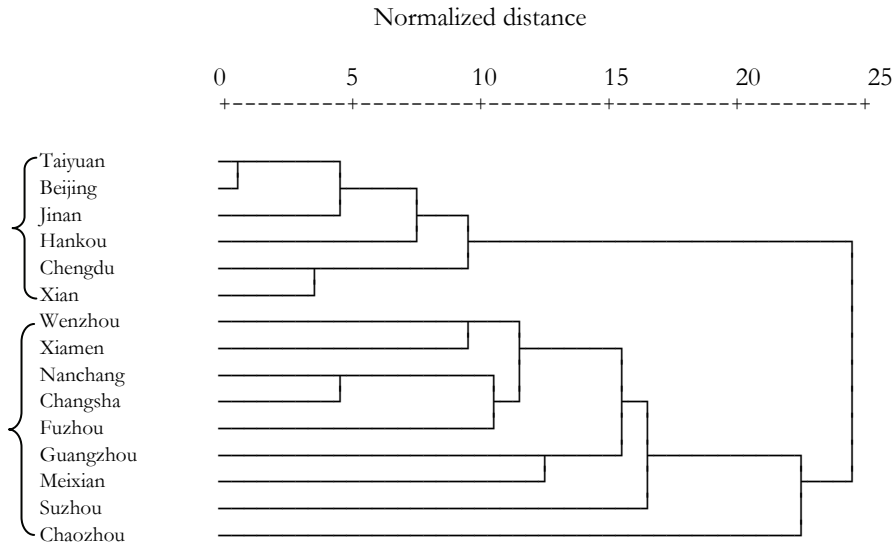 Normalized distance
0 5 10 15 20 25
+---------+---------+---------+---------+---------+
Taiyuan
Beijing
Jinan
Hankou
Chengdu
Xian
Wenzhou
Xiamen
Nanchang
Changsha
Fuzhou
Guangzhou
Meixian
Suzhou
Chaozhou